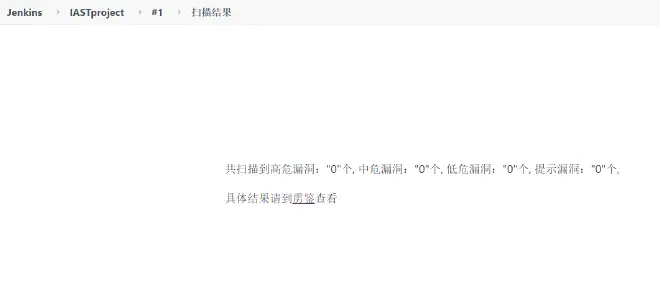 Jenkins ▸ IASTproject ▸ #1 ▸ 扫描结果
共扫描到高危漏洞："0"个, 中危漏洞："0"个, 低危漏洞："0"个, 提示漏洞："0"个,
具体结果请到雳鉴查看